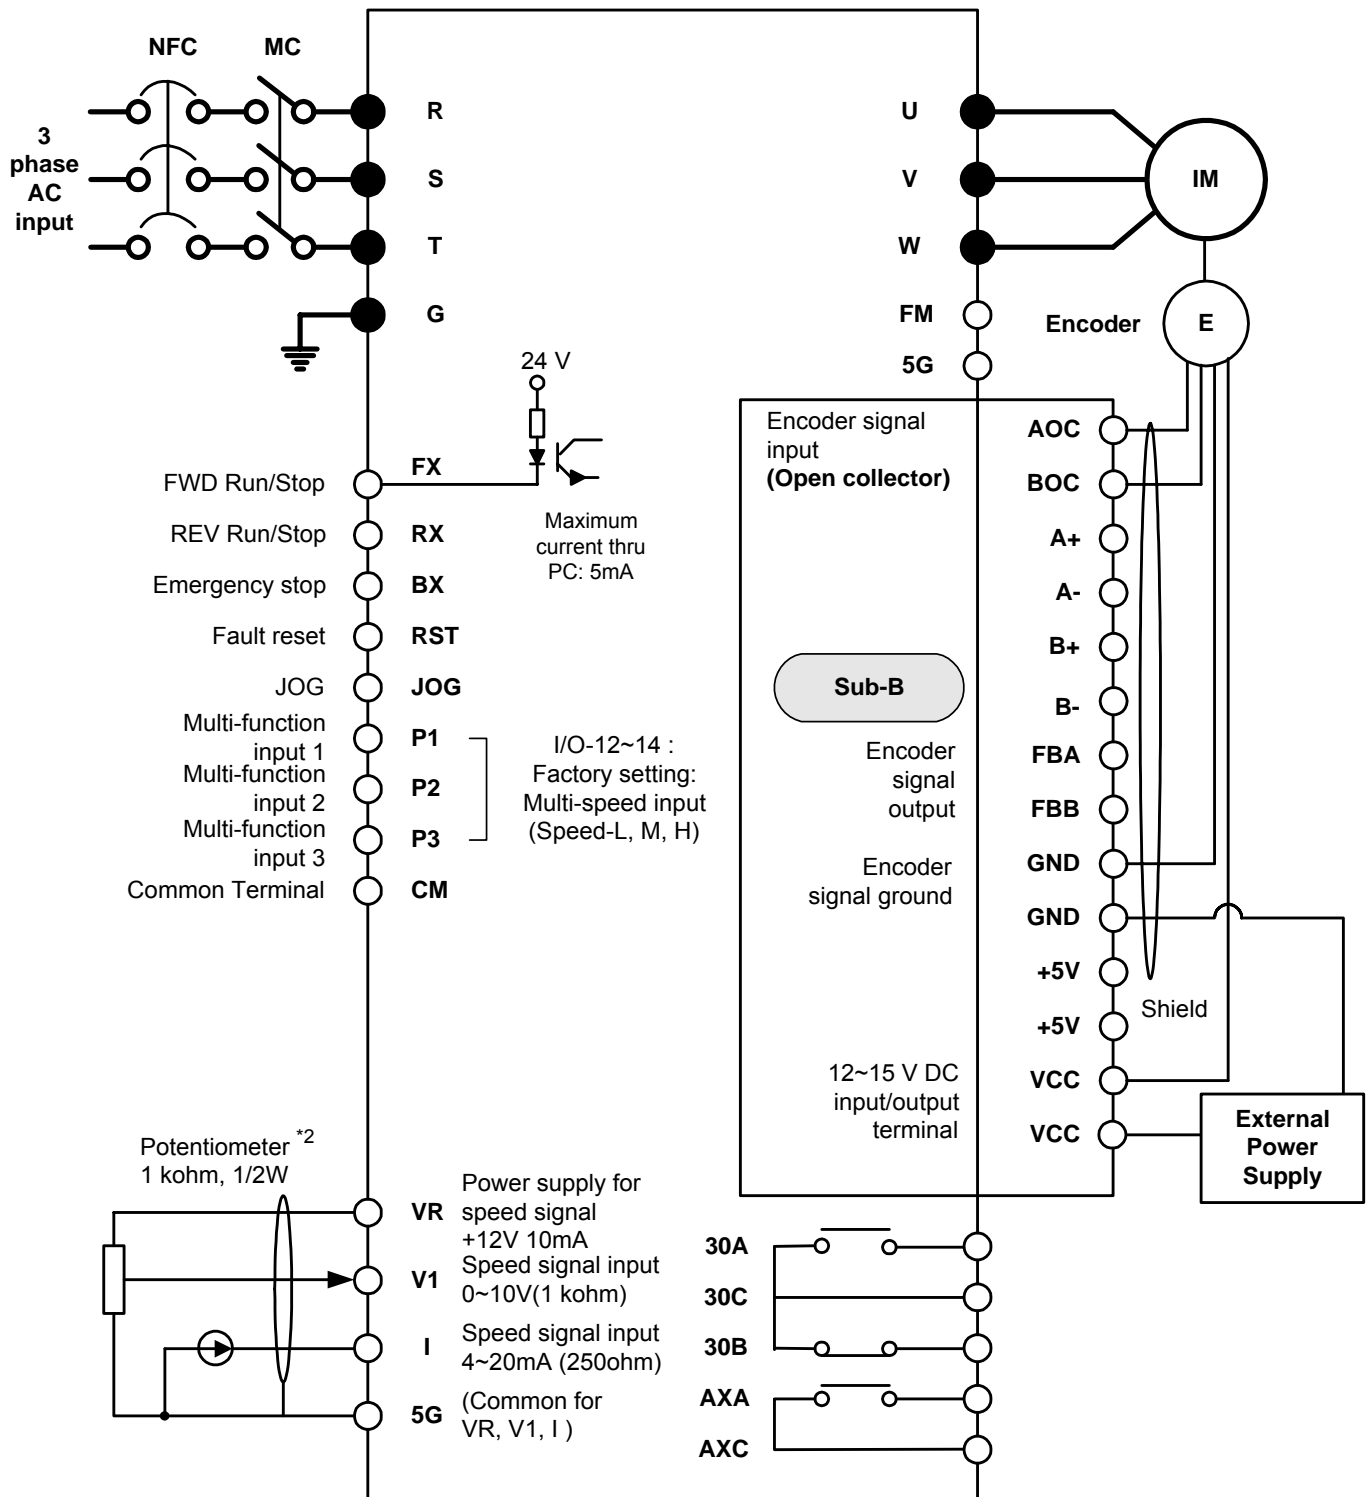 NFC MC
3
phase
AC
input
R
S
T
G
U
V
W
IM
FM
5G
Encoder
E
24 V
FX
FWD Run/Stop
REV Run/Stop
RX
Emergency stop
BX
Fault reset
RST
JOG
JOG
Multi-function
input 1
P1
Multi-function
input 2
P2
Multi-function
input 3
P3
Common Terminal
CM
Maximum
current thru
PC: 5mA
I/O-12~14 :
Factory setting:
Multi-speed input
(Speed-L, M, H)
Encoder signal
input
(Open collector)
Sub-B
Encoder
signal
output
Encoder
signal ground
12~15 V DC
input/output
terminal
AOC
BOC
A+
A-
B+
B-
FBA
FBB
GND
GND
+5V
+5V
VCC
VCC
Shield
External
Power
Supply
Potentiometer *2
1 kohm, 1/2W
VR
Power supply for
speed signal
+12V 10mA
V1
Speed signal input
0~10V(1 kohm)
I
Speed signal input
4~20mA (250ohm)
5G
(Common for
VR, V1, I )
30A
30C
30B
AXA
AXC